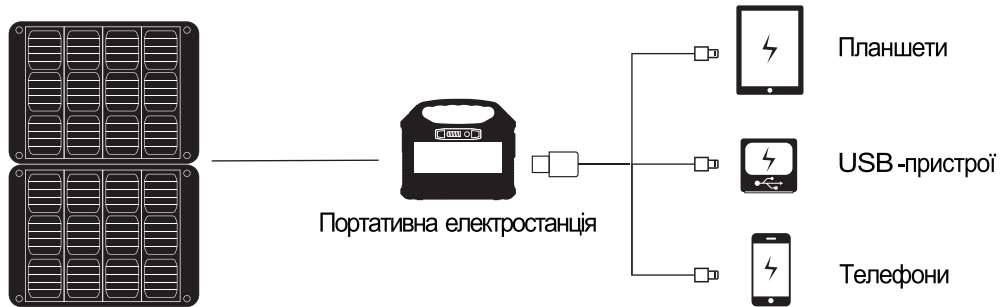 Планшети
USB-пристрої
Портативна електростанція
Телефони